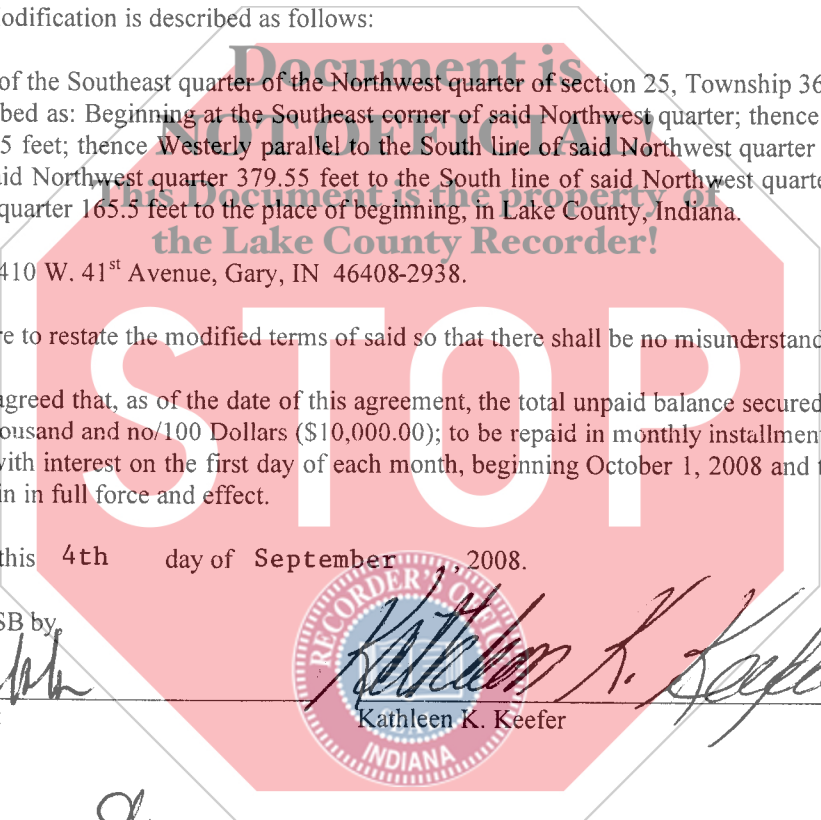 odification is described as follows:
Document is
of the Southeast quarter of the Northwest quarter of section 25, Township 36
bed as: Beginning at the Southeast corner of said Northwest quarter; thence
NOT OFFICIAL!
5 feet; thence Westerly parallel to the South line of said Northwest quarter
aid Northwest quarter 379.55 feet to the South line of said Northwest quarte
This Document is the property of
quarter 165.5 feet to the place of beginning, in Lake County, Indiana.
the Lake County Recorder!
410 W. 41st Avenue, Gary, IN 46408-2938.
STOP
re to restate the modified terms of said so that there shall be no misunderstand
agreed that, as of the date of this agreement, the total unpaid balance secured
ousand and no/100 Dollars ($10,000.00); to be repaid in monthly installment
with interest on the first day of each month, beginning October 1, 2008 and t
in in full force and effect.
this 4th day of September , 2008.
RECORDER'S OFFIC
SB by
Kathleen K. Keefe
Kathleen K. Keefer
SEAL
INDIANA